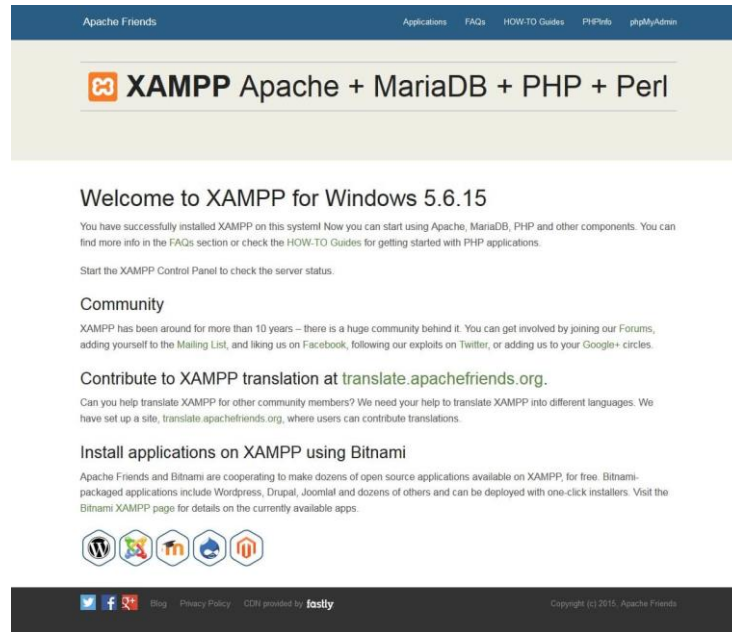 Apache Friends Applications FAQs HOW-TO Guides PHPInfo phpMyAdmin
XAMPP Apache + MariaDB + PHP + Perl
Welcome to XAMPP for Windows 5.6.15
You have successfully installed XAMPP on this system! Now you can start using Apache, MariaDB, PHP and other components. You can
find more info in the FAQs section or check the HOW-TO Guides for getting started with PHP applications.
Start the XAMPP Control Panel to check the server status.
Community
XAMPP has been around for more than 10 years – there is a huge community behind it. You can get involved by joining our Forums,
adding yourself to the Mailing List, and liking us on Facebook, following our exploits on Twitter, or adding us to your Google+ circles.
Contribute to XAMPP translation at translate.apachefriends.org.
Can you help translate XAMPP for other community members? We need your help to translate XAMPP into different languages. We
have set up a site, translate.apachefriends.org, where users can contribute translations.
Install applications on XAMPP using Bitnami
Apache Friends and Bitnami are cooperating to make dozens of open source applications available on XAMPP, for free. Bitnami-
packaged applications include Wordpress, Drupal, Joomla! and dozens of others and can be deployed with one-click installers. Visit the
Bitnami XAMPP page for details on the currently available apps.
Blog Privacy Policy CDN provided by fastly Copyright (c) 2015, Apache Friends